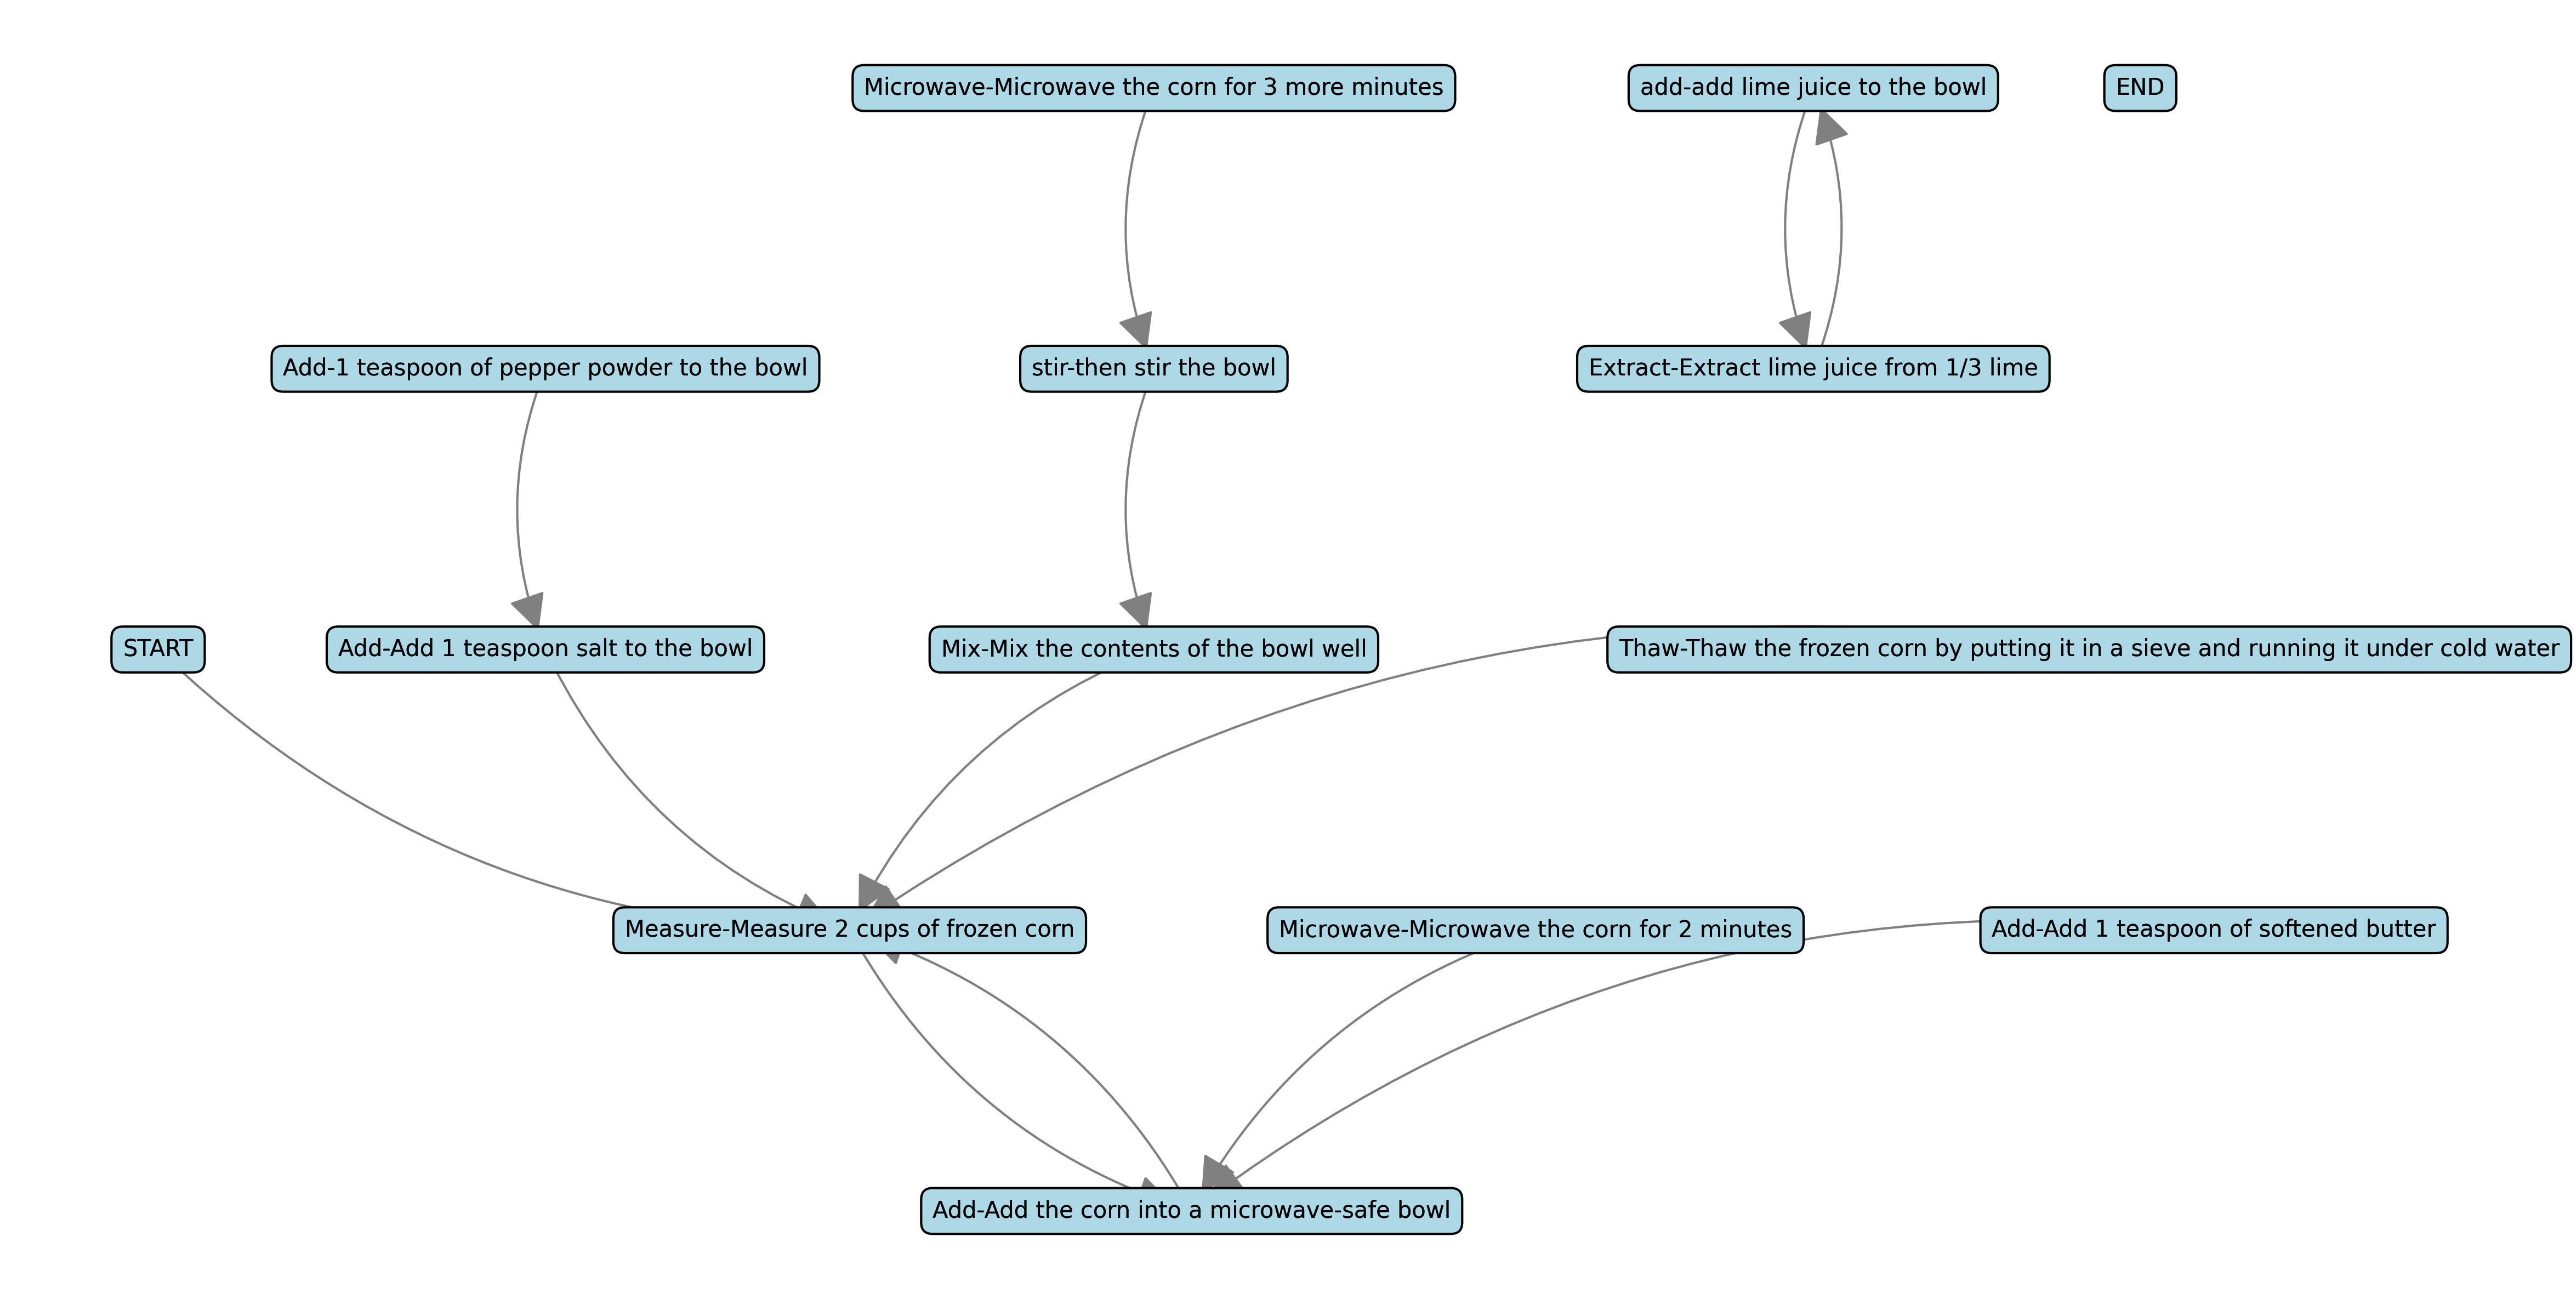 Microwave-Microwave the corn for 3 more minutes
add-add lime juice to the bowl
END
Add-1 teaspoon of pepper powder to the bowl
stir-then stir the bowl
Extract-Extract lime juice from 1/3 lime
START
Add-Add 1 teaspoon salt to the bowl
Mix-Mix the contents of the bowl well
Thaw-Thaw the frozen corn by putting it in a sieve and running it under cold water
Measure-Measure 2 cups of frozen corn
Microwave-Microwave the corn for 2 minutes
Add-Add 1 teaspoon of softened butter
Add-Add the corn into a microwave-safe bowl